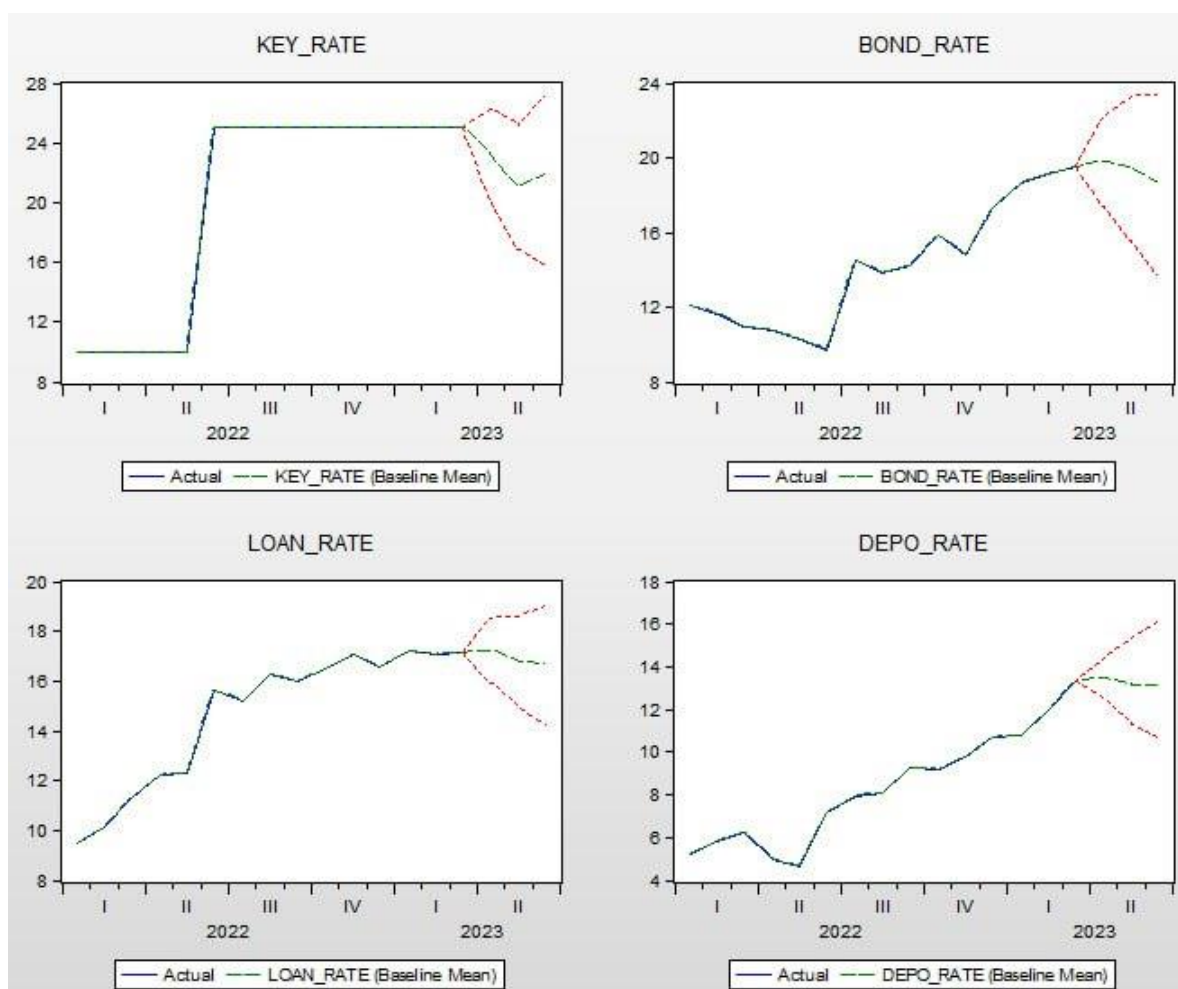 KEY_RATE
28
24
20
16
12
8
I II III IV I II
2022 2023
Actual KEY_RATE (Baseline Mean)
BOND_RATE
24
20
16
12
8
I II III IV I II
2022 2023
Actual BOND_RATE (Baseline Mean)
LOAN_RATE
20
18
16
14
12
10
8
I II III IV I II
2022 2023
Actual LOAN_RATE (Baseline Mean)
DEPO_RATE
18
16
14
12
10
8
6
4
I II III IV I II
2022 2023
Actual DEPO_RATE (Baseline Mean)